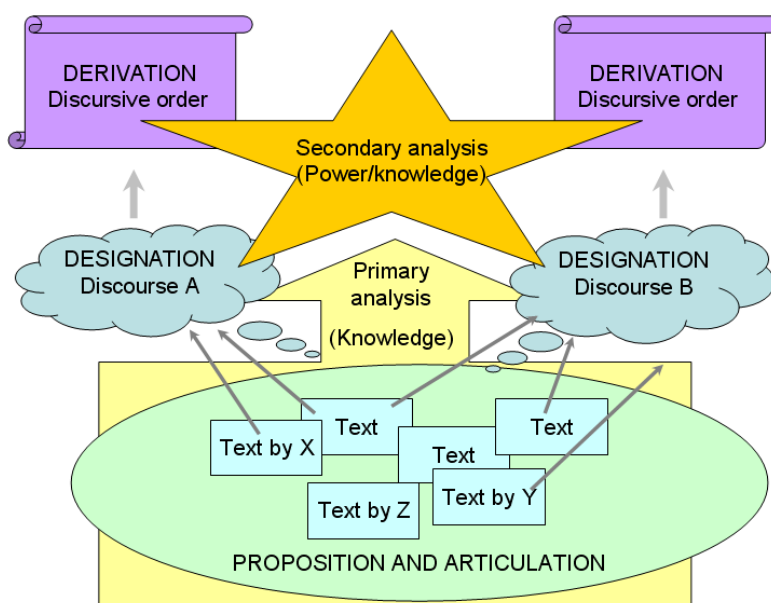 DERIVATION
Discursive order
DERIVATION
Discursive order
Secondary analysis
(Power/knowledge)
DESIGNATION
Discourse A
Primary
analysis
(Knowledge)
DESIGNATION
Discourse B
Text
Text
Text by X
Text
Text by Z
Text by Y
PROPOSITION AND ARTICULATION